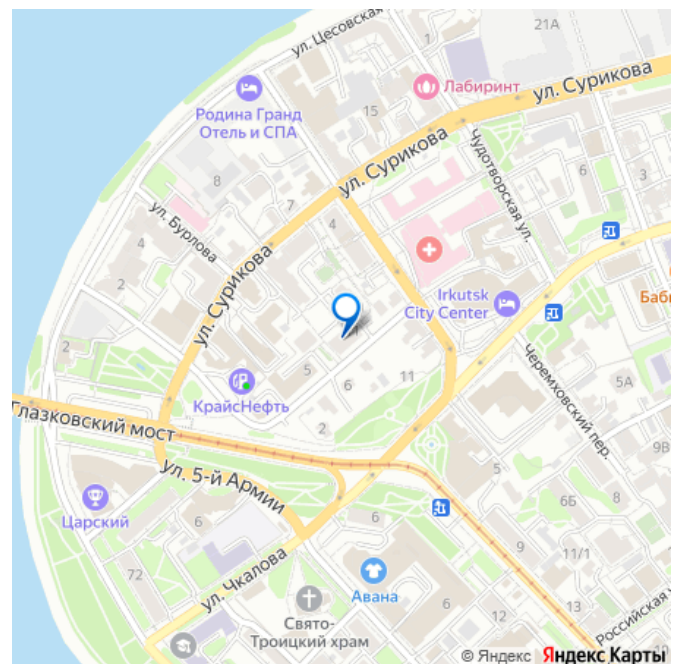 ул. Цесовская
21А
Лабиринт
ул. Сурикова
Родина Гранд
Отель и СПА
15
ул. Сурикова
Чудотворская ул.
8
7
6
ул. Бурлова
4
4
2
ул. Сурикова
Irkutsk
City Center
Баб
2
5
6
11
КрайсНефть
Черемховский пер.
5А
Глазковский мост
2
9В
ул. 5-й Армии
Царский
6
6
6Б
8
72
ул. Чкалова
9
11/1
Авана
4
Свято-
Троицкий храм
13
Российская
© Яндекс Яндекс Карты